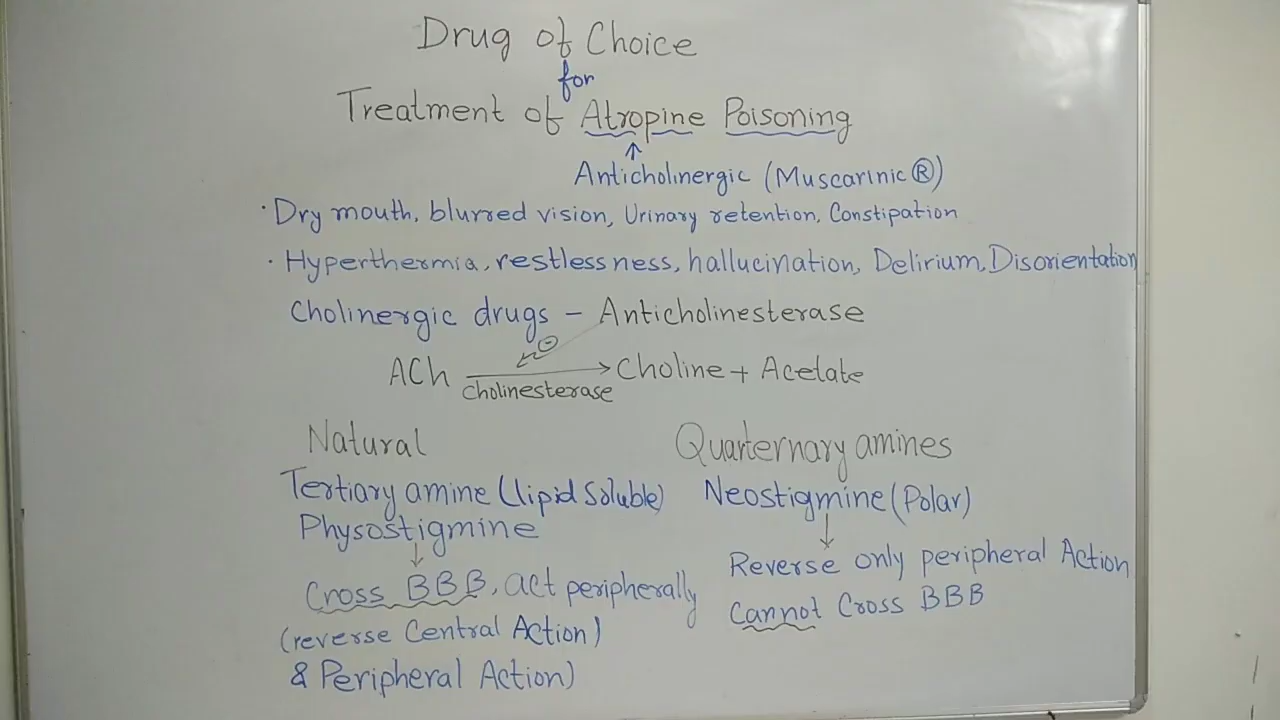 Drug of Choice
for
Treatment of Atropine Poisoning
↑
Anticholinergic (Muscarinic ®)
· Dry mouth, blurred vision, Urinary retention, Constipation
· Hyperthermia, restlessness, hallucination, Delirium, Disorientation
Cholinergic drugs – Anticholinesterase
⊖
ACh → Choline + Acetate
Cholinesterase
Natural
Tertiary amine (lipid Soluble)
Physostigmine
↓
Cross BBB, act peripherally
(reverse Central Action)
& Peripheral Action)
Quarternary amines
Neostigmine (Polar)
↓
Reverse only peripheral Action
Cannot Cross BBB